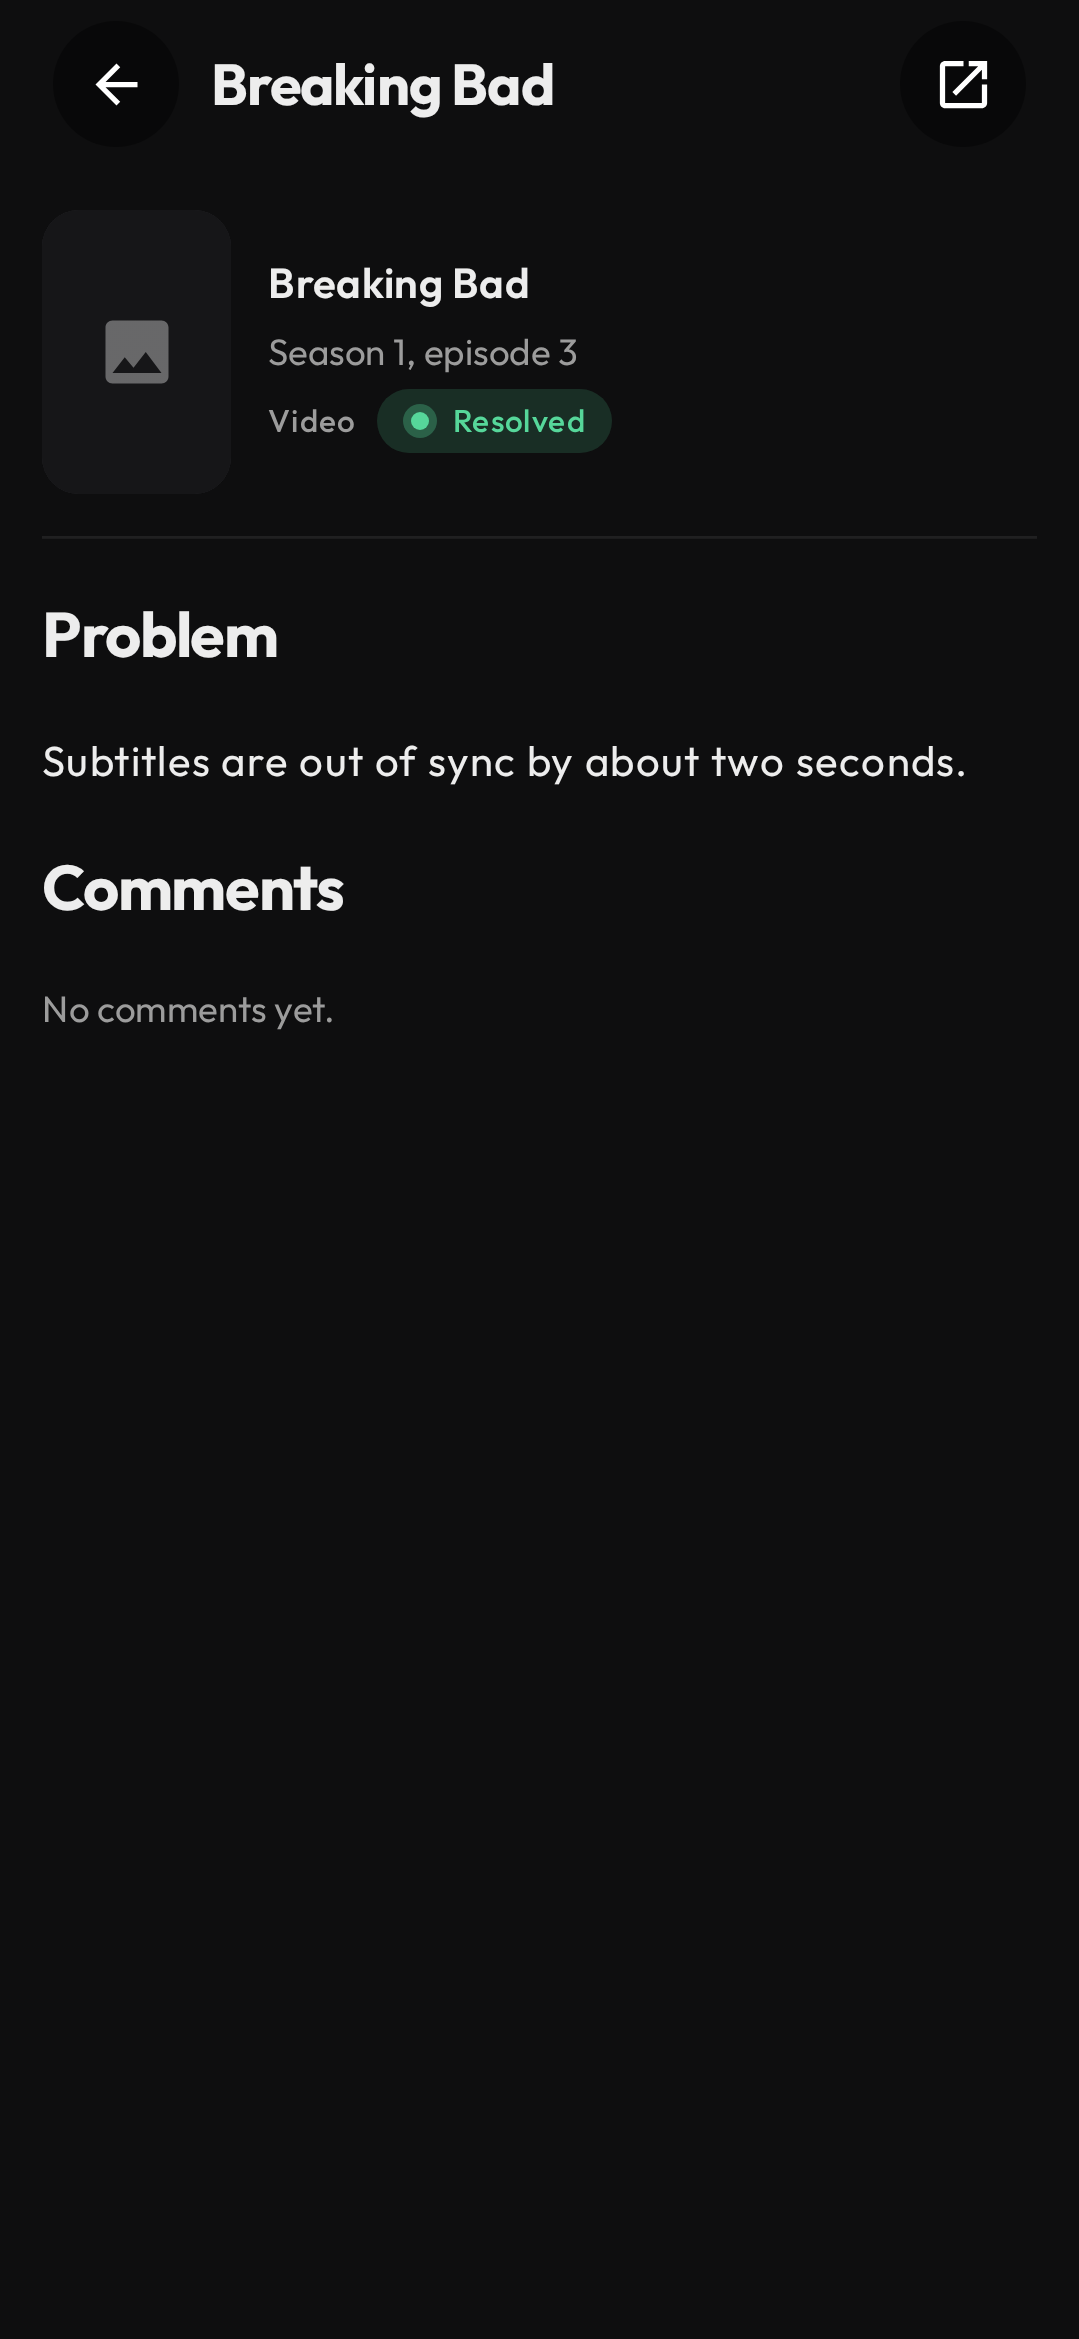 Breaking Bad
Breaking Bad
Season 1, episode 3
Video
Resolved
Problem
Subtitles are out of sync by about two seconds.
Comments
No comments yet.